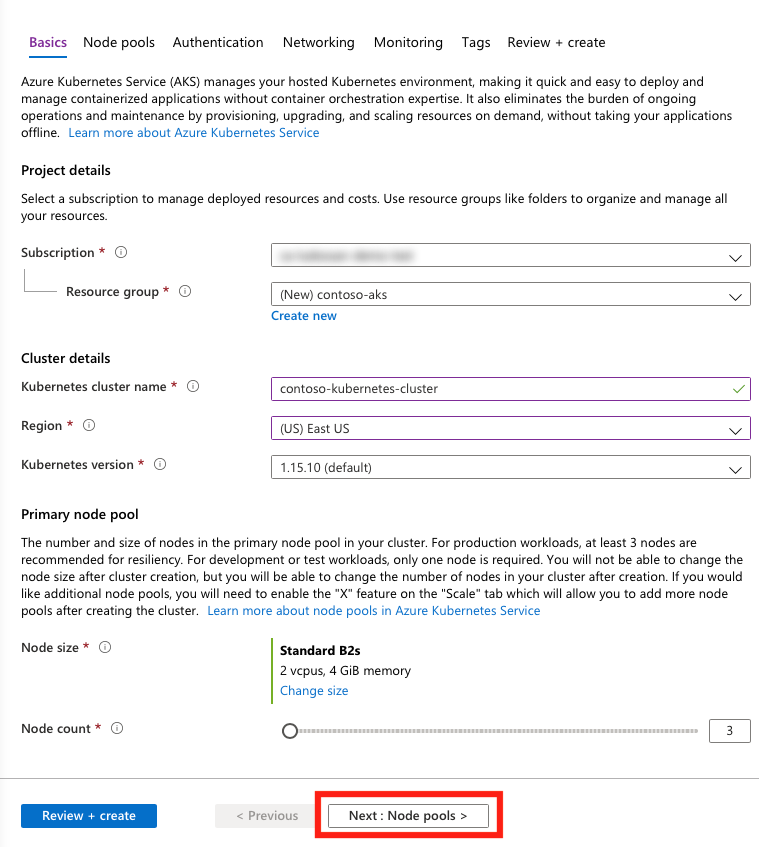 Basics Node pools Authentication Networking Monitoring Tags Review + create
Azure Kubernetes Service (AKS) manages your hosted Kubernetes environment, making it quick and easy to deploy and
manage containerized applications without container orchestration expertise. It also eliminates the burden of ongoing
operations and maintenance by provisioning, upgrading, and scaling resources on demand, without taking your applications
offline. Learn more about Azure Kubernetes Service
Project details
Select a subscription to manage deployed resources and costs. Use resource groups like folders to organize and manage all
your resources.
Subscription *
Resource group *
(New) contoso-aks
Create new
Cluster details
Kubernetes cluster name *
contoso-kubernetes-cluster
Region *
(US) East US
Kubernetes version *
1.15.10 (default)
Primary node pool
The number and size of nodes in the primary node pool in your cluster. For production workloads, at least 3 nodes are
recommended for resiliency. For development or test workloads, only one node is required. You will not be able to change the
node size after cluster creation, but you will be able to change the number of nodes in your cluster after creation. If you would
like additional node pools, you will need to enable the "X" feature on the "Scale" tab which will allow you to add more node
pools after creating the cluster. Learn more about node pools in Azure Kubernetes Service
Node size *
Standard B2s
2 vcpus, 4 GiB memory
Change size
Node count *
3
Review + create
< Previous
Next : Node pools >